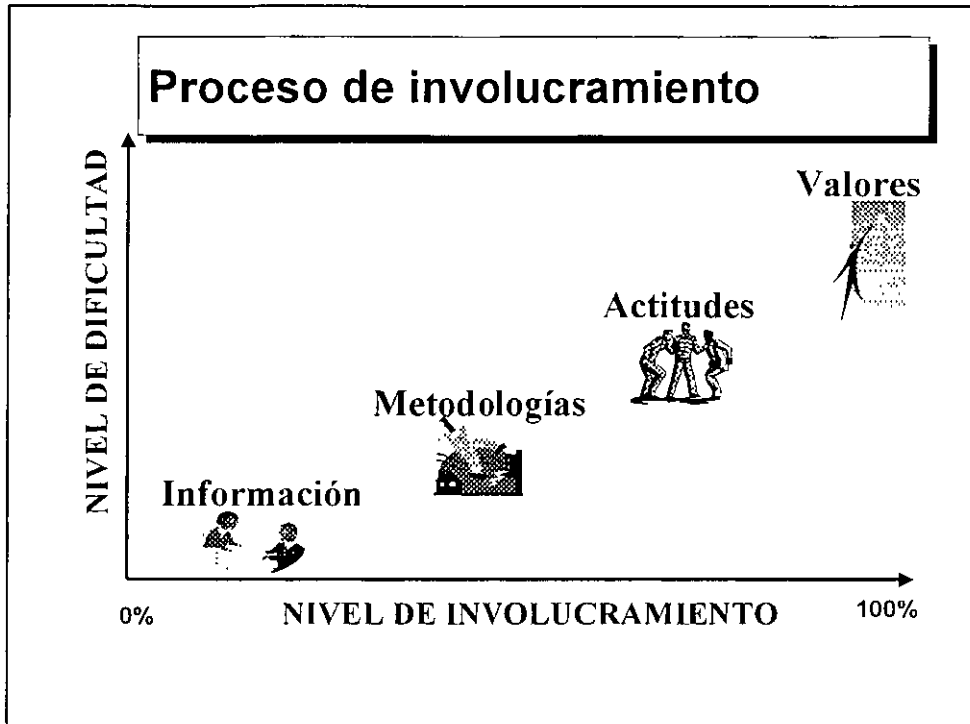 Proceso de involucramiento
NIVEL DE DIFICULTAD
Valores
Actitudes
Metodologías
Información
0%
NIVEL DE INVOLUCRAMIENTO
100%